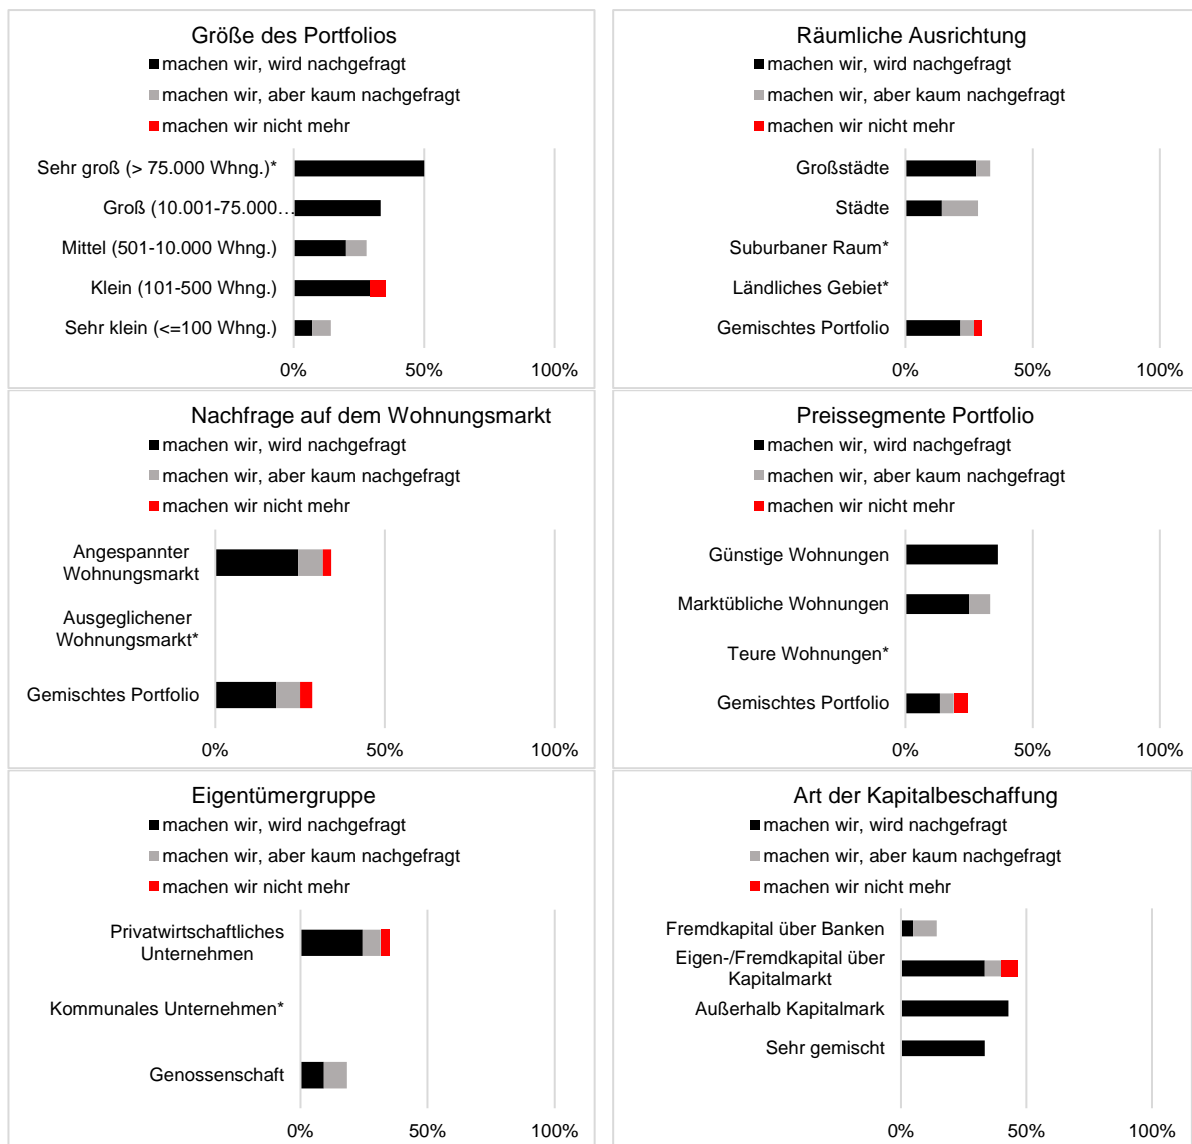 Größe des Portfolios
machen wir, wird nachgefragt
machen wir, aber kaum nachgefragt
machen wir nicht mehr
Sehr groß (> 75.000 Whng.)*
Groß (10.001-75.000…
Mittel (501-10.000 Whng.)
Klein (101-500 Whng.)
Sehr klein (<=100 Whng.)
0% 50% 100%
Räumliche Ausrichtung
machen wir, wird nachgefragt
machen wir, aber kaum nachgefragt
machen wir nicht mehr
Großstädte
Städte
Suburbaner Raum*
Ländliches Gebiet*
Gemischtes Portfolio
0% 50% 100%
Nachfrage auf dem Wohnungsmarkt
machen wir, wird nachgefragt
machen wir, aber kaum nachgefragt
machen wir nicht mehr
Angespannter
Wohnungsmarkt
Ausgeglichener
Wohnungsmarkt*
Gemischtes Portfolio
0% 50% 100%
Preissegmente Portfolio
machen wir, wird nachgefragt
machen wir, aber kaum nachgefragt
machen wir nicht mehr
Günstige Wohnungen
Marktübliche Wohnungen
Teure Wohnungen*
Gemischtes Portfolio
0% 50% 100%
Eigentümergruppe
machen wir, wird nachgefragt
machen wir, aber kaum nachgefragt
machen wir nicht mehr
Privatwirtschaftliches
Unternehmen
Kommunales Unternehmen*
Genossenschaft
0% 50% 100%
Art der Kapitalbeschaffung
machen wir, wird nachgefragt
machen wir, aber kaum nachgefragt
machen wir nicht mehr
Fremdkapital über Banken
Eigen-/Fremdkapital über
Kapitalmarkt
Außerhalb Kapitalmark
Sehr gemischt
0% 50% 100%